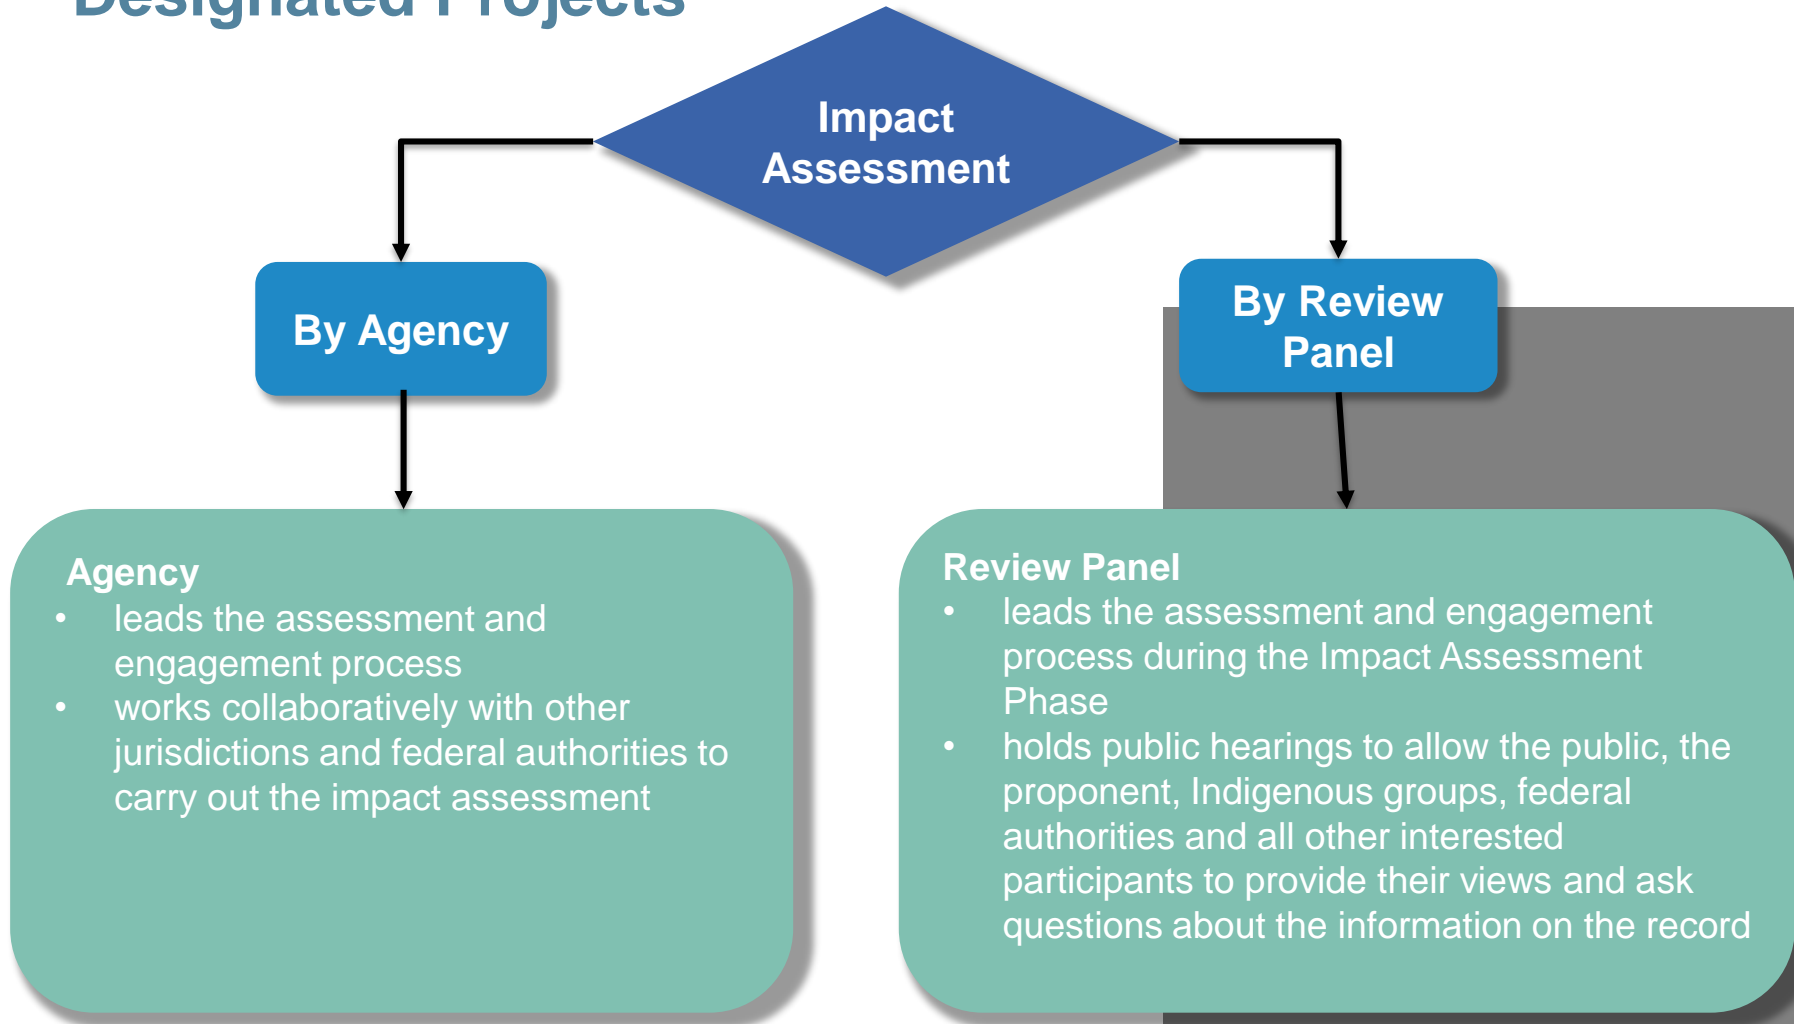 Designated Projects
Impact
Assessment
By Agency
By Review
Panel
Agency
• leads the assessment and
engagement process
• works collaboratively with other
jurisdictions and federal authorities to
carry out the impact assessment
Review Panel
• leads the assessment and engagement
process during the Impact Assessment
Phase
• holds public hearings to allow the public, the
proponent, Indigenous groups, federal
authorities and all other interested
participants to provide their views and ask
questions about the information on the record